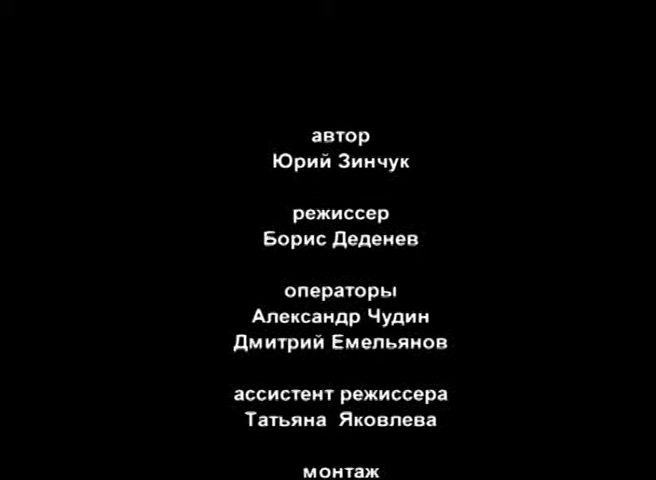 автор
Юрий Зинчук
режиссер
Борис Деденев
операторы
Александр Чудин
Дмитрий Емельянов
ассистент режиссера
Татьяна Яковлева
монтаж